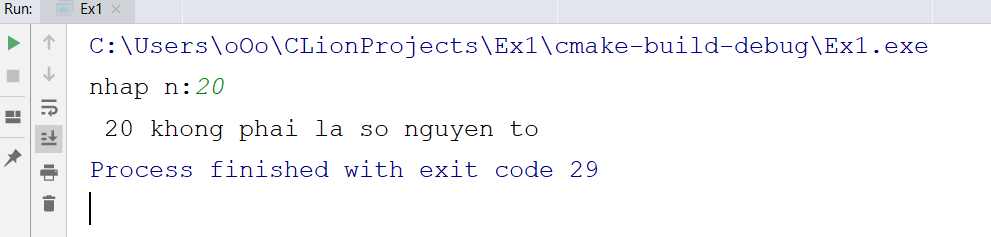 Run: Ex1
C:\Users\oOo\CLionProjects\Ex1\cmake-build-debug\Ex1.exe
nhap n:20
20 khong phai la so nguyen to
Process finished with exit code 29